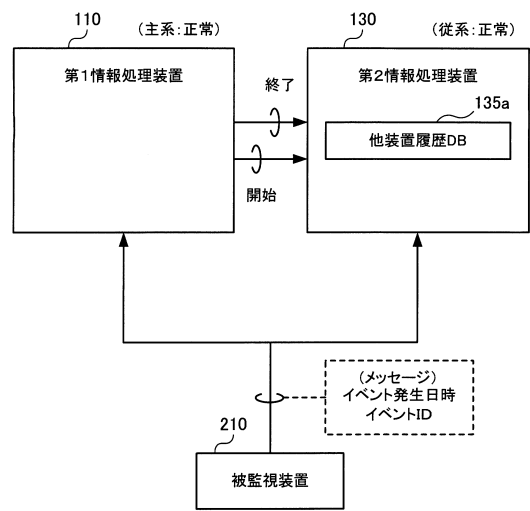 110
(主系:正常)
130
(従系:正常)
第1情報処理装置
第2情報処理装置
終了
135a
他装置履歴DB
開始
(メッセージ)
イベント発生日時
イベントID
210
被監視装置